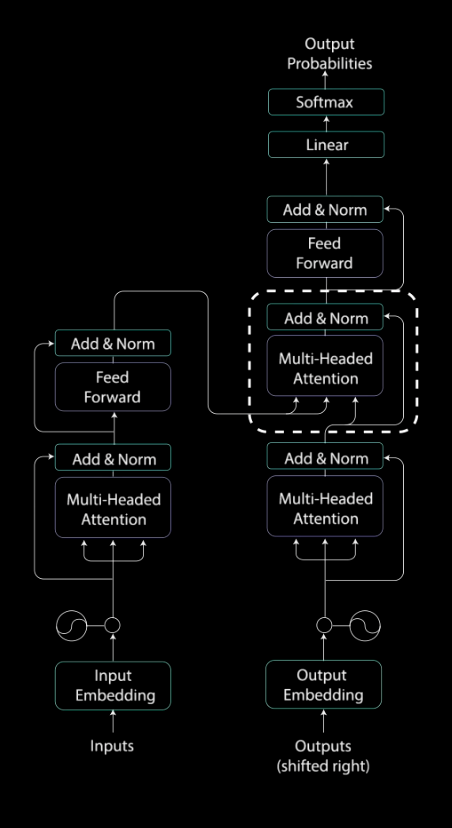 Output
Probabilities
Softmax
Linear
Add & Norm
Feed
Forward
Add & Norm
Multi-Headed
Attention
Add & Norm
Multi-Headed
Attention
Output
Embedding
Outputs
(shifted right)
Add & Norm
Feed
Forward
Add & Norm
Multi-Headed
Attention
Input
Embedding
Inputs